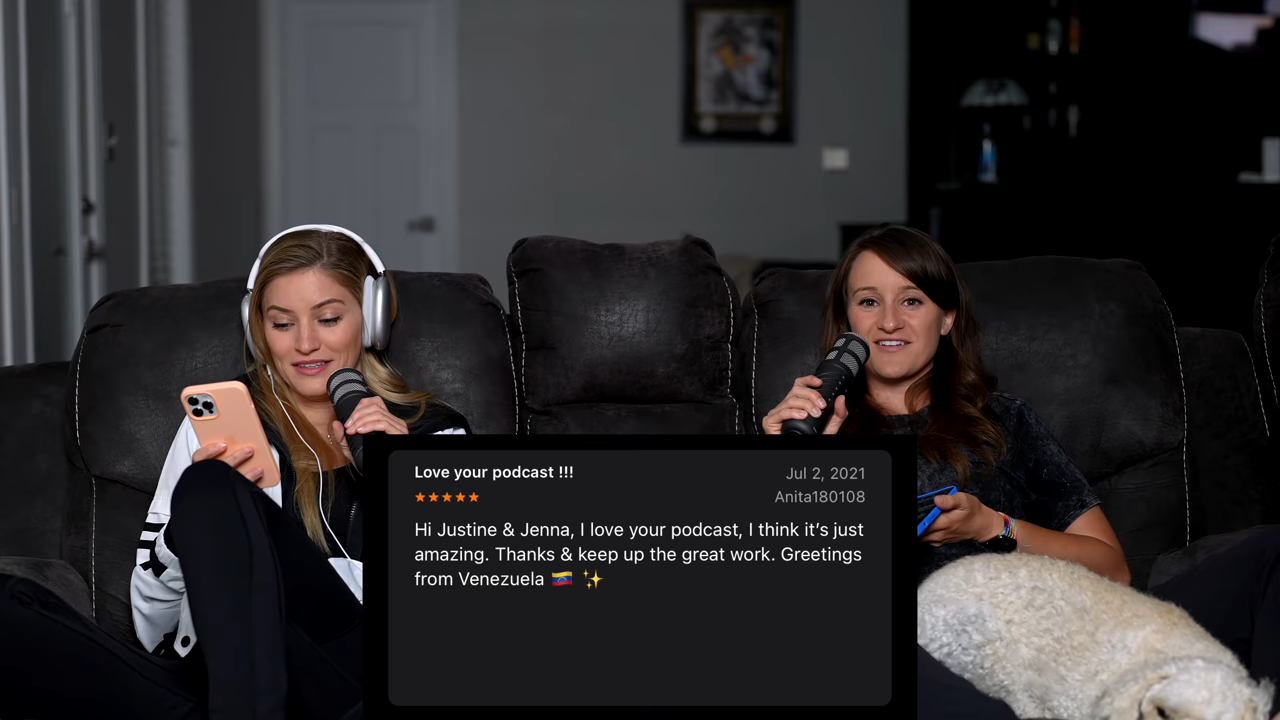 Love your podcast !!!
Jul 2, 2021
★★★★★
Anita180108
Hi Justine & Jenna, I love your podcast, I think it’s just
amazing. Thanks & keep up the great work. Greetings
from Venezuela 🇻🇪 ✨